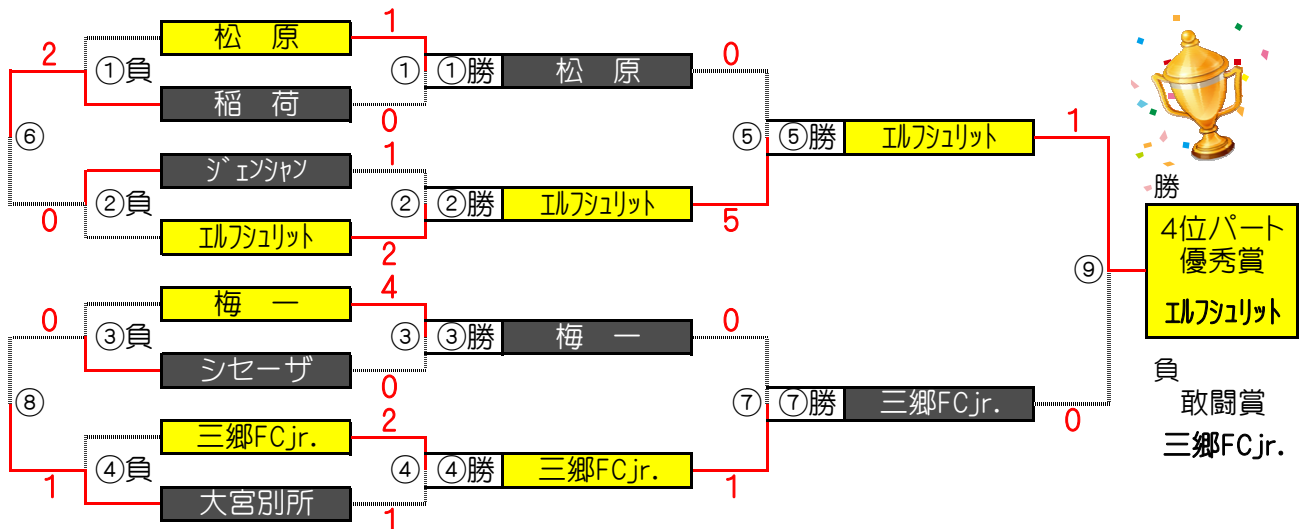 1
松　原
2
0
①負
①
①勝
松　原
稲　荷
0
1
⑥
⑤
⑤勝
ｴﾙﾌｼｭﾘｯﾄ
1
ｼﾞｪﾝｼｬﾝ
勝
②負
②
②勝
ｴﾙﾌｼｭﾘｯﾄ
0
5
ｴﾙﾌｼｭﾘｯﾄ
4位パート
優秀賞
2
⑨
4
梅　一
ｴﾙﾌｼｭﾘｯﾄ
0
0
③負
③
③勝
梅　一
シセーザ
負
0
⑧
⑦
⑦勝
三郷FCjr.
敢闘賞
2
0
三郷FCjr.
三郷FCjr.
④負
④
④勝
三郷FCjr.
1
1
大宮別所
1